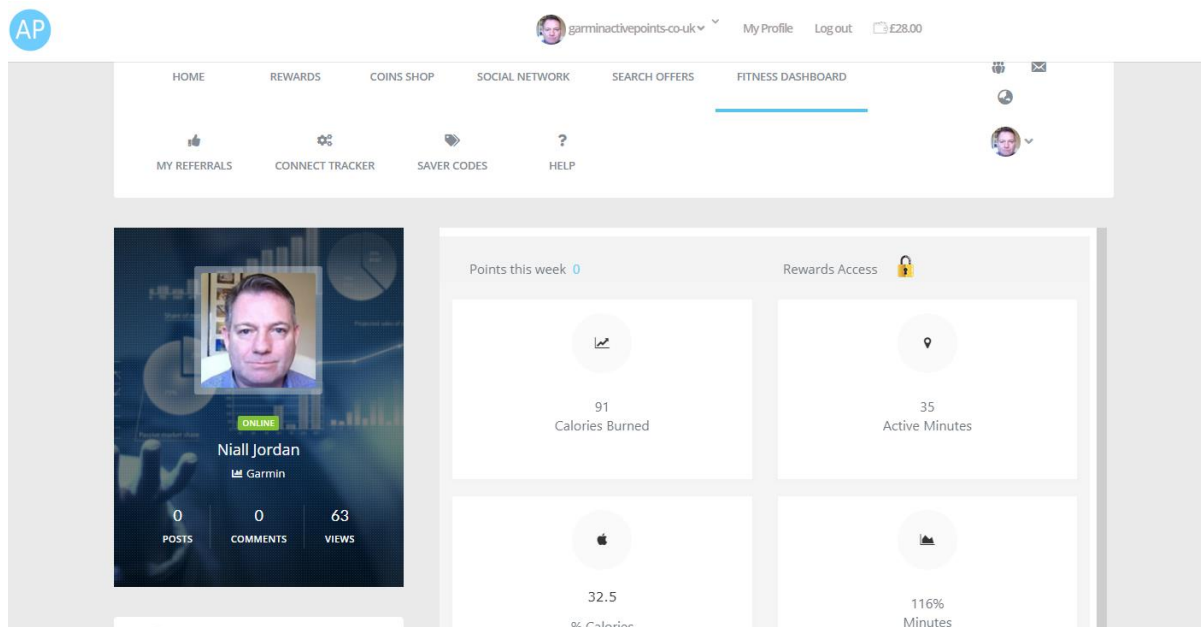 AP
garminactivepoints-co-uk
My Profile
Log out
£28.00
HOME
REWARDS
COINS SHOP
SOCIAL NETWORK
SEARCH OFFERS
FITNESS DASHBOARD
MY REFERRALS
CONNECT TRACKER
SAVER CODES
?
HELP
ONLINE
Niall Jordan
Garmin
0
POSTS
0
COMMENTS
63
VIEWS
Points this week 0
Rewards Access
91
Calories Burned
35
Active Minutes
32.5
% Calories
116%
Minutes